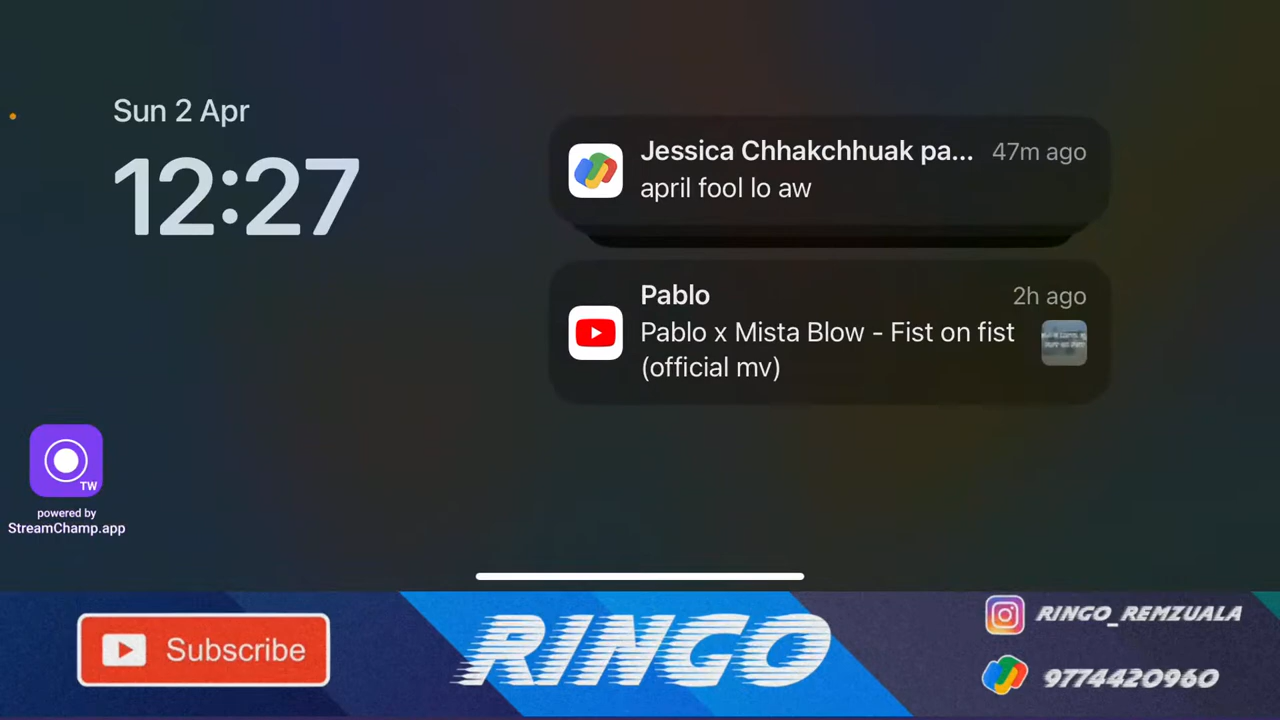 Sun 2 Apr
12:27
Jessica Chhakchhuak pa... 47m ago
april fool lo aw
Pablo 2h ago
Pablo x Mista Blow - Fist on fist
(official mv)
TW
powered by
StreamChamp.app
Subscribe
RINGO
RINGO_REMZUALA
9774420960